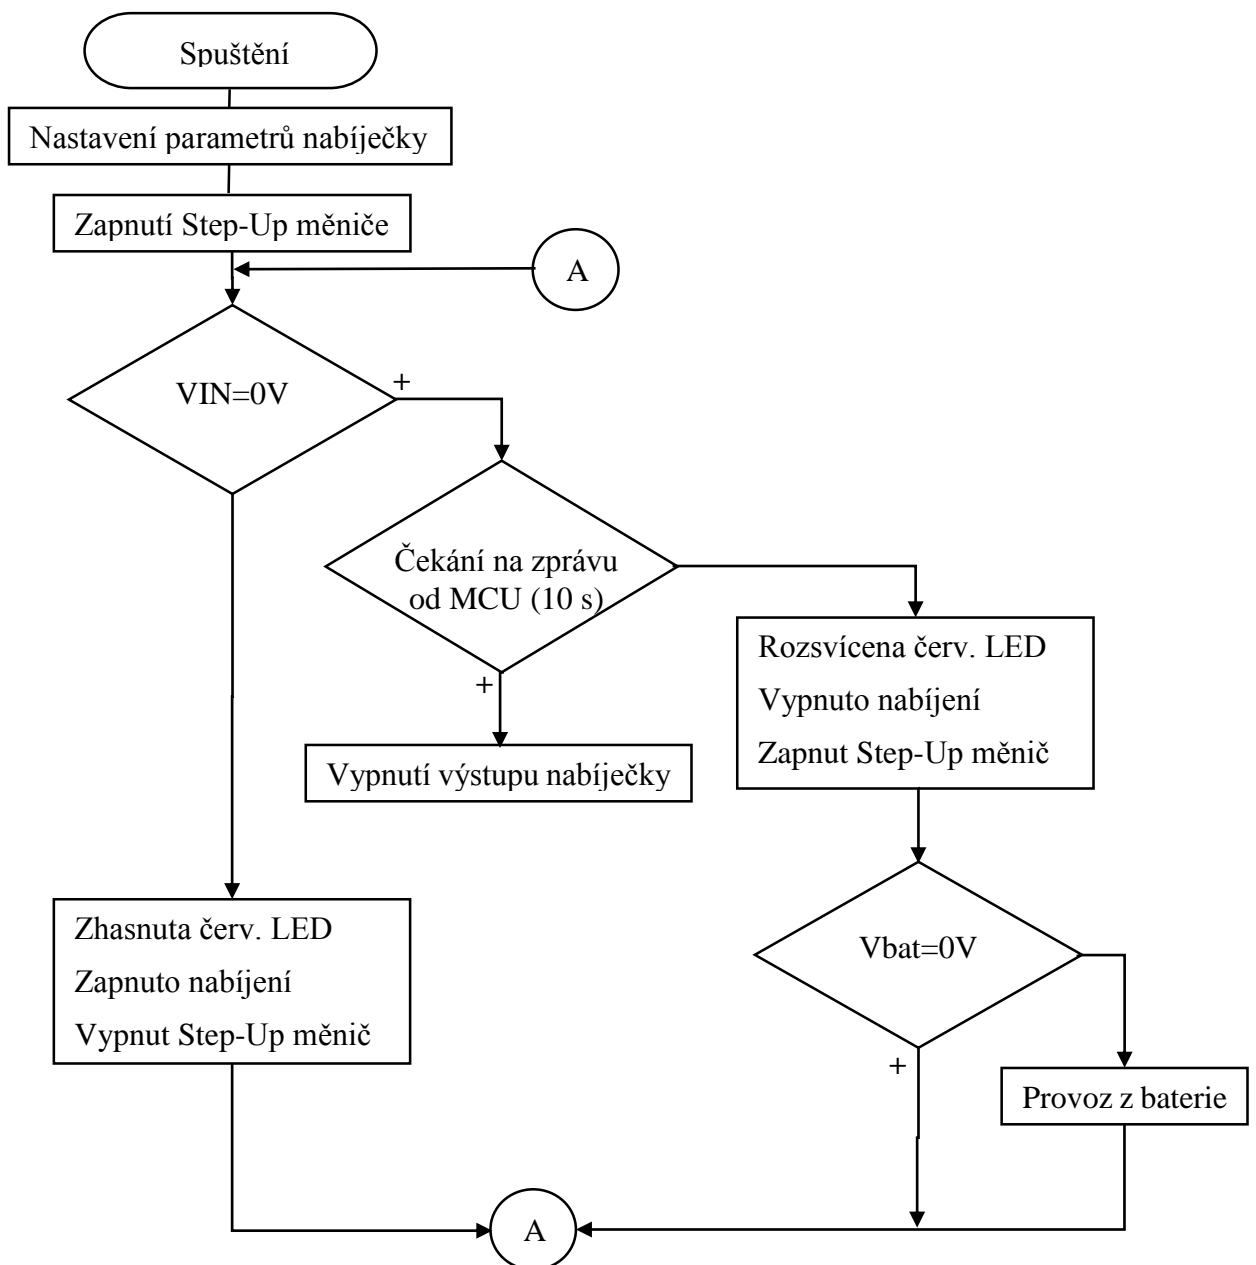 Spuštění
Nastavení parametrů nabíječky
Zapnutí Step-Up měniče
A
VIN=0V
+
Čekání na zprávu
od MCU (10 s)
+
Rozsvícena červ. LED
Vypnuto nabíjení
Zapnut Step-Up měnič
Vypnutí výstupu nabíječky
Zhasnuta červ. LED
Zapnuto nabíjení
Vypnut Step-Up měnič
Vbat=0V
+
Provoz z baterie
A